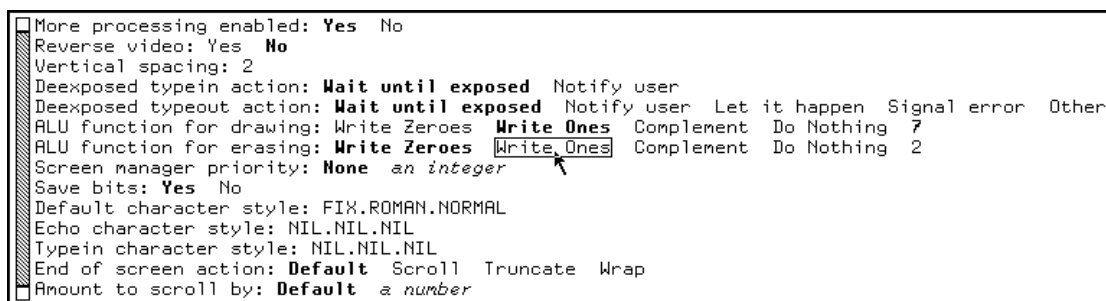 More processing enabled: Yes No
Reverse video: Yes No
Vertical spacing: 2
Deexposed typein action: Wait until exposed Notify user
Deexposed typeout action: Wait until exposed Notify user Let it happen Signal error Other
ALU function for drawing: Write Zeroes Write Ones Complement Do Nothing 7
ALU function for erasing: Write Zeroes Write Ones Complement Do Nothing 2
Screen manager priority: None an integer
Save bits: Yes No
Default character style: FIX.ROMAN.NORMAL
Echo character style: NIL.NIL.NIL
Typein character style: NIL.NIL.NIL
End of screen action: Default Scroll Truncate Wrap
Amount to scroll by: Default a number